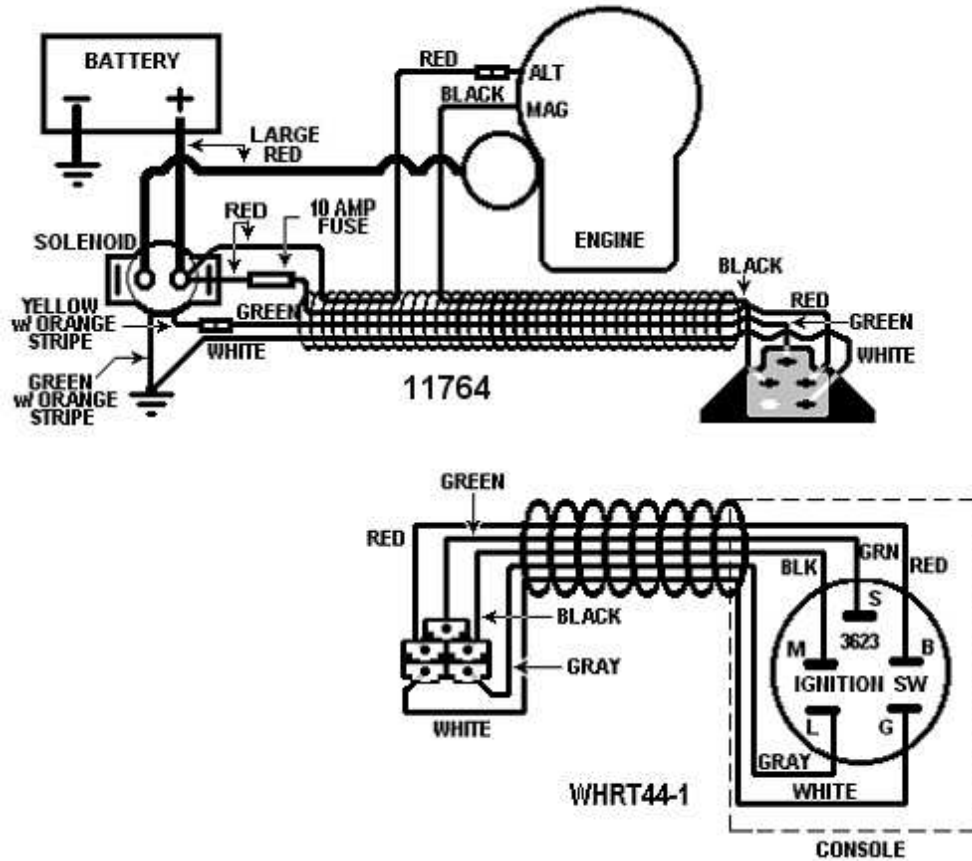 BATTERY
LARGE
RED
RED
ALT
BLACK
MAG
ENGINE
RED
10 AMP
FUSE
SOLENOID
YELLOW
w/ ORANGE
STRIPE
GREEN
WHITE
GREEN
w/ ORANGE
STRIPE
BLACK
RED
GREEN
WHITE
11764
GREEN
RED
BLACK
GRAY
WHITE
BLK
GRN
RED
S
3623
M
B
IGNITION SW
L
G
GRAY
WHITE
WHRT44-1
CONSOLE